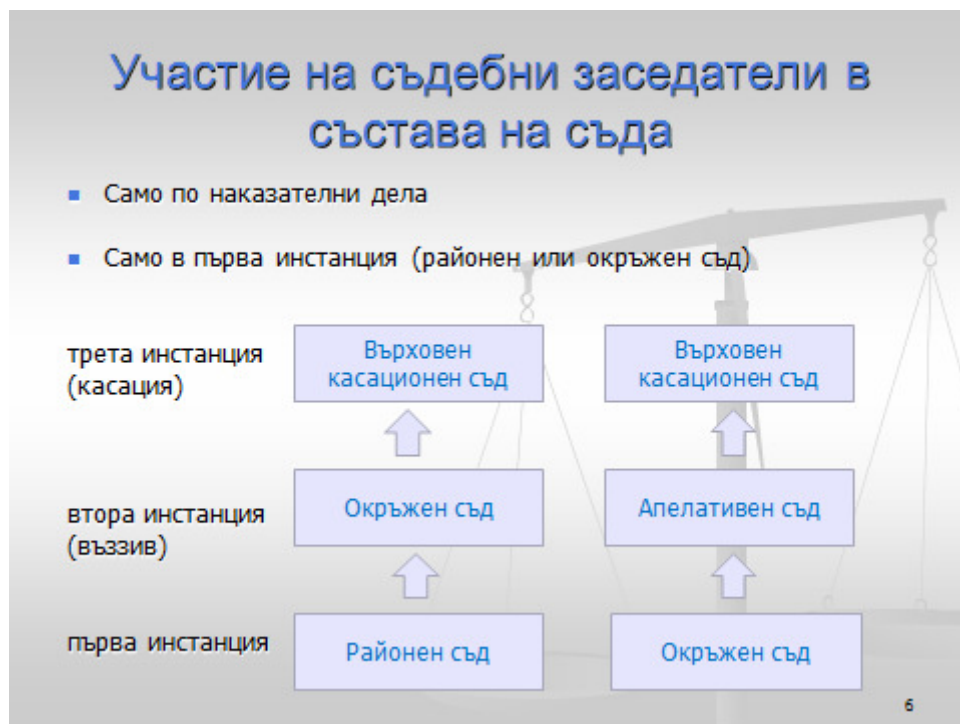 Участие на съдебни заседатели в
състава на съда
Само по наказателни дела
Само в първа инстанция (районен или окръжен съд)
трета инстанция
(касация)
Върховен
касационен съд
Върховен
касационен съд
втора инстанция
(въззив)
Окръжен съд
Апелативен съд
първа инстанция
Районен съд
Окръжен съд
6